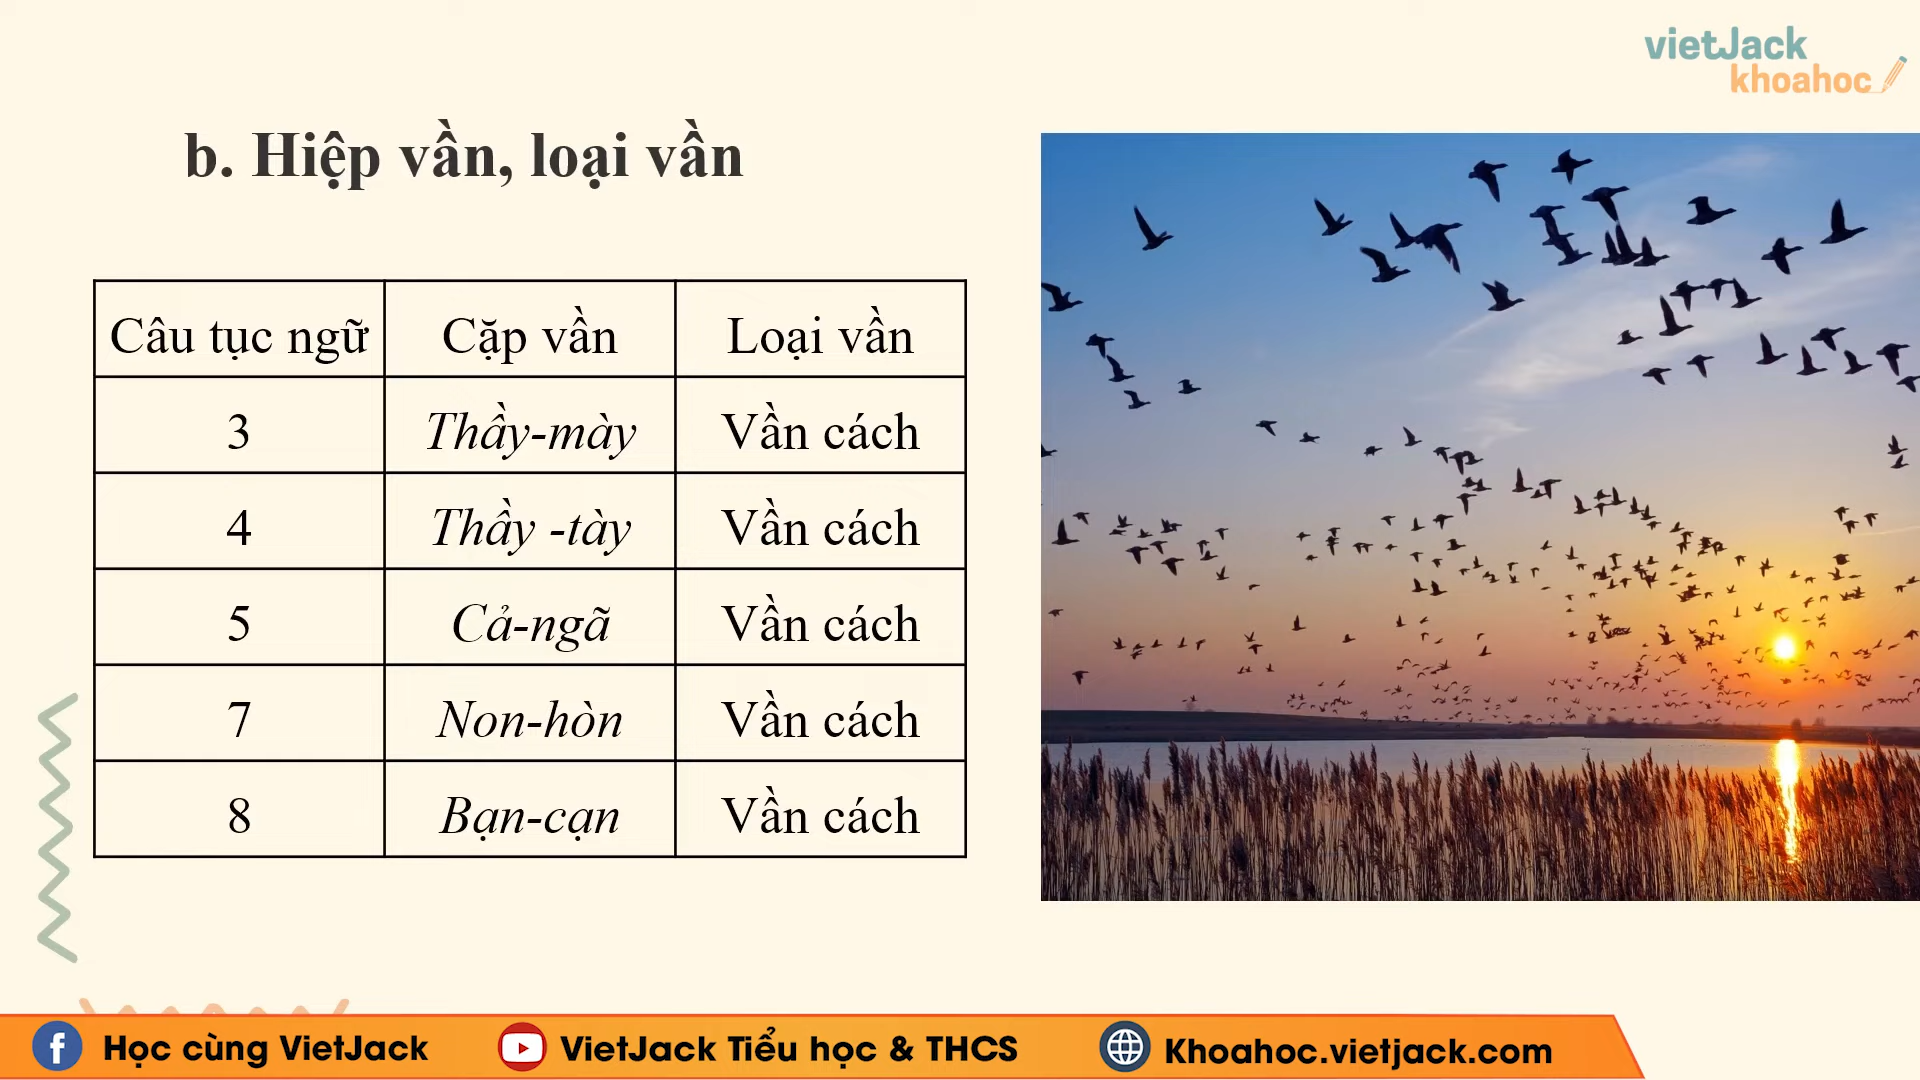 vietJack
khoahoc
b. Hiệp vần, loại vần
Câu tục ngữ Cặp vần Loại vần
3 Thầy-mày Vần cách
4 Thầy -tày Vần cách
5 Cả-ngã Vần cách
7 Non-hòn Vần cách
8 Bạn-cạn Vần cách
Học cùng VietJack VietJack Tiểu học & THCS Khoahoc.vietjack.com